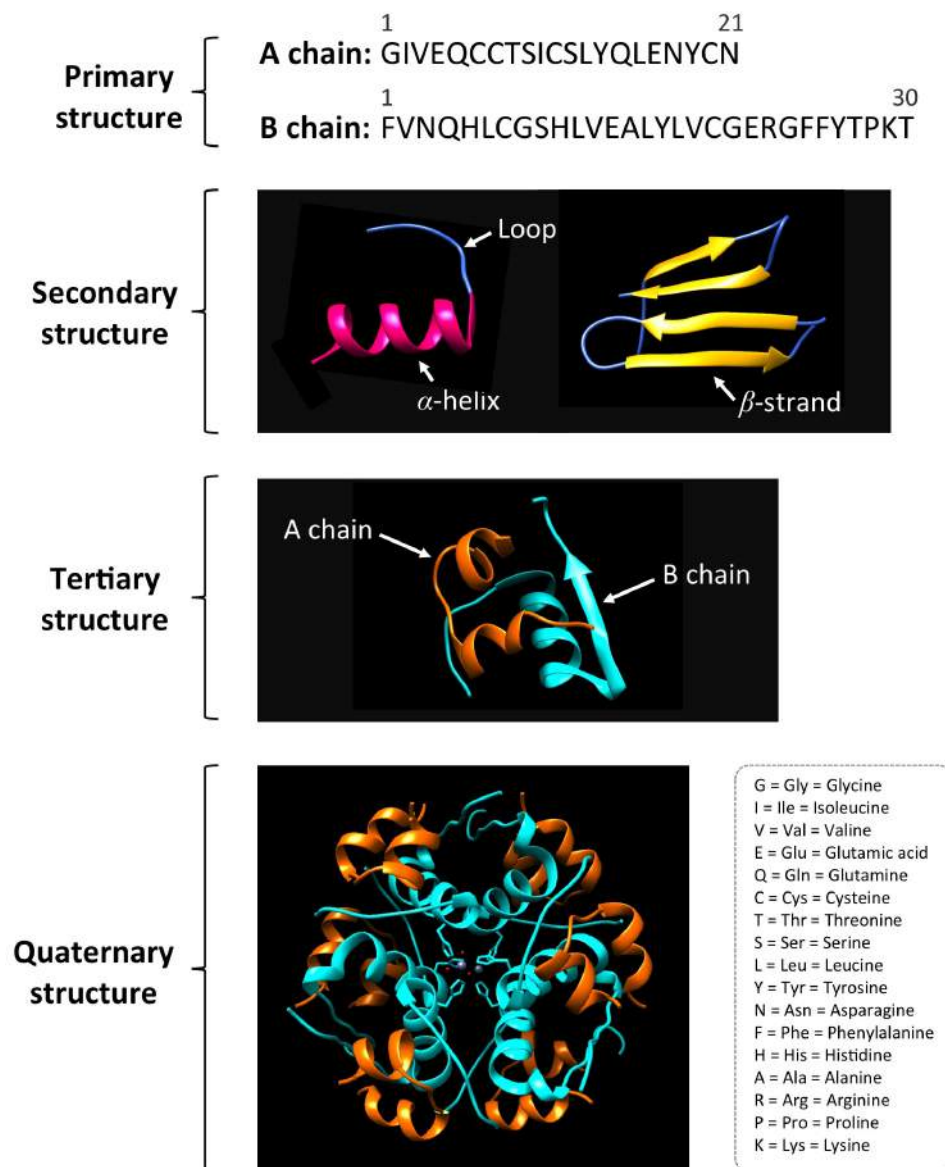 Primary
structure
1 21
A chain: GIVEQCCTSICSLYQLENYCN
1 30
B chain: FVNQHLCGSHLVEALYLVCGERGFFYTPKT
Secondary
structure
Loop
α-helix
β-strand
Tertiary
structure
A chain
B chain
Quaternary
structure
G = Gly = Glycine
I = Ile = Isoleucine
V = Val = Valine
E = Glu = Glutamic acid
Q = Gln = Glutamine
C = Cys = Cysteine
T = Thr = Threonine
S = Ser = Serine
L = Leu = Leucine
Y = Tyr = Tyrosine
N = Asn = Asparagine
F = Phe = Phenylalanine
H = His = Histidine
A = Ala = Alanine
R = Arg = Arginine
P = Pro = Proline
K = Lys = Lysine